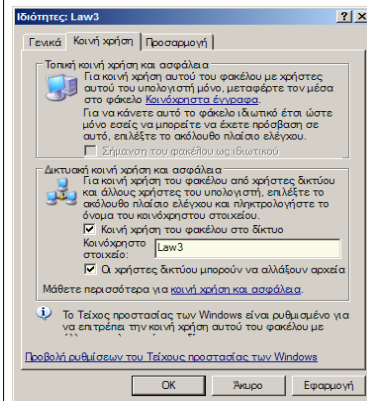 Ιδιότητες: Law3
Γενικά Κοινή χρήση Προσαρμογή
Τοπική κοινή χρήση και ασφάλεια
Για κοινή χρήση αυτού του φακέλου με χρήστες
αυτού του υπολογιστή μόνο, μεταφέρτε τον μέσα
στο φάκελο Κοινόχρηστα έγγραφα.
Για να κάνετε αυτό το φάκελο ιδιωτικό έτσι ώστε
μόνο εσείς να μπορείτε να έχετε πρόσβαση σε
αυτό, επιλέξτε το ακόλουθο πλαίσιο ελέγχου.
Σήμανση του φακέλου ως ιδιωτικού
Δικτυακή κοινή χρήση και ασφάλεια
Για κοινή χρήση του φακέλου από χρήστες δικτύου
και άλλους χρήστες του υπολογιστή, επιλέξτε το
ακόλουθο πλαίσιο ελέγχου και πληκτρολογήστε το
όνομα του κοινόχρηστου στοιχείου.
Κοινή χρήση του φακέλου στο δίκτυο
Κοινόχρηστο
στοιχείο: Law3
Οι χρήστες δικτύου μπορούν να αλλάξουν αρχεία
Μάθετε περισσότερα για κοινή χρήση και ασφάλεια.
Το Τείχος προστασίας των Windows είναι ρυθμισμένο για
να επιτρέπει την κοινή χρήση αυτού του φακέλου με
Προβολή ρυθμίσεων του Τείχους προστασίας των Windows
OK Άκυρο Εφαρμογή